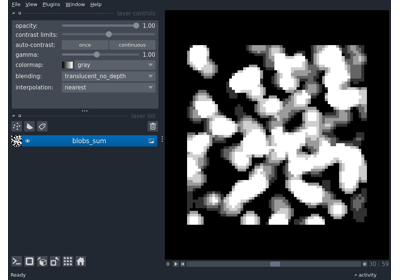 File View Plugins Window Help
layer controls
opacity: 1.00
contrast limits:
auto-contrast: once continuous
gamma: 1.00
colormap: gray
blending: translucent_no_depth
interpolation: nearest
layer list
blobs_sum
Ready
30 59
activity